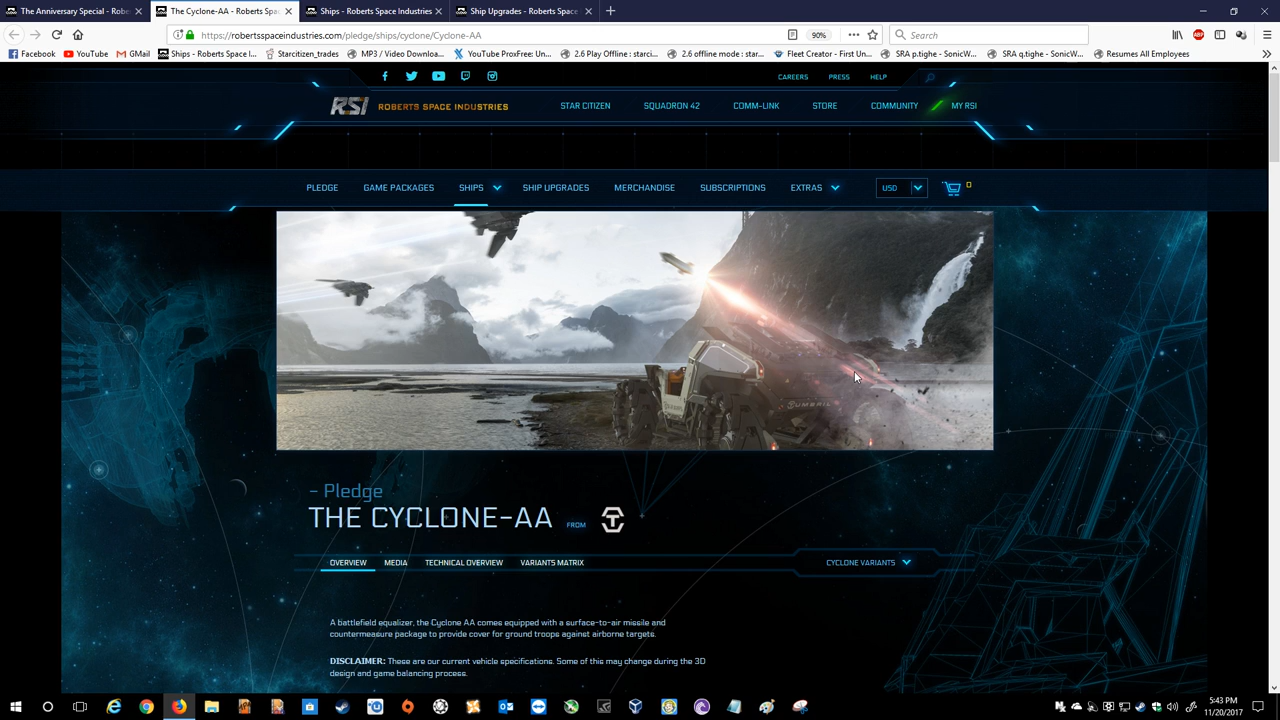 The Anniversary Special - Robe
The Cyclone-AA - Roberts Spa
Ships - Roberts Space Industries
Ship Upgrades - Roberts Space
https://robertsspaceindustries.com/pledge/ships/cyclone/Cyclone-AA
90%
Search
Facebook
YouTube
GMail
Ships - Roberts Space I...
Starcitizen_trades
MP3 / Video Downloa...
YouTube ProxFree: Un...
2.6 Play Offline : starci...
2.6 offline mode : star...
Fleet Creator - First Un...
SRA p.tighe - SonicW...
SRA q.tighe - SonicW...
Resumes All Employees
CAREERS
PRESS
HELP
RSI
ROBERTS SPACE INDUSTRIES
STAR CITIZEN
SQUADRON 42
COMM-LINK
STORE
COMMUNITY
MY RSI
PLEDGE
GAME PACKAGES
SHIPS
SHIP UPGRADES
MERCHANDISE
SUBSCRIPTIONS
EXTRAS
USD
0
- Pledge
THE CYCLONE-AA
FROM
OVERVIEW
MEDIA
TECHNICAL OVERVIEW
VARIANTS MATRIX
CYCLONE VARIANTS
A battlefield equalizer, the Cyclone AA comes equipped with a surface-to-air missile and
countermeasure package to provide cover for ground troops against airborne targets.
DISCLAIMER: These are our current vehicle specifications. Some of this may change during the 3D
design and game balancing process.
5:43 PM
11/20/2017